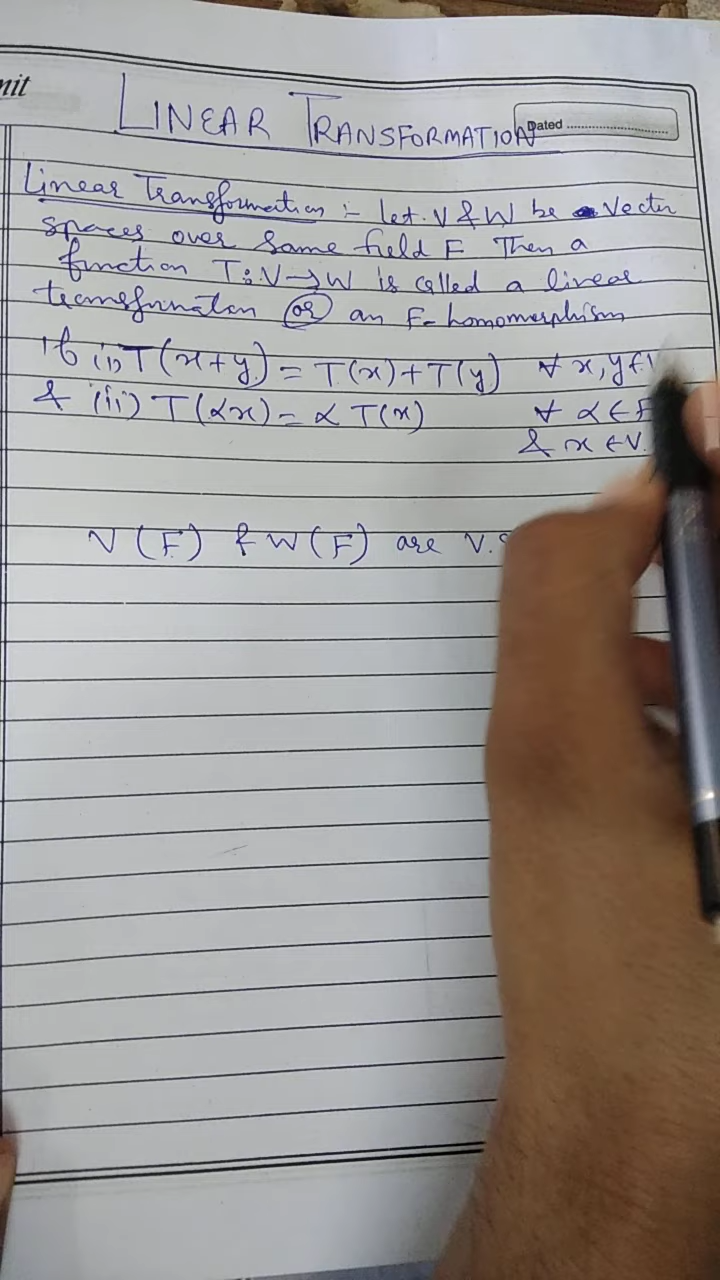 LINEAR TRANSFORMATION
Dated
Linear Transformation :- let V & W be Vector
spaces over same field F Then a
function T: V→W is called a linear
transformation or an F-homomorphism
if (i) T(x+y) = T(x)+T(y) ∀ x,y ∈
& (ii) T(αx) = α T(x) ∀ α ∈ F
& x ∈ V.
V(F) & W(F) are V.